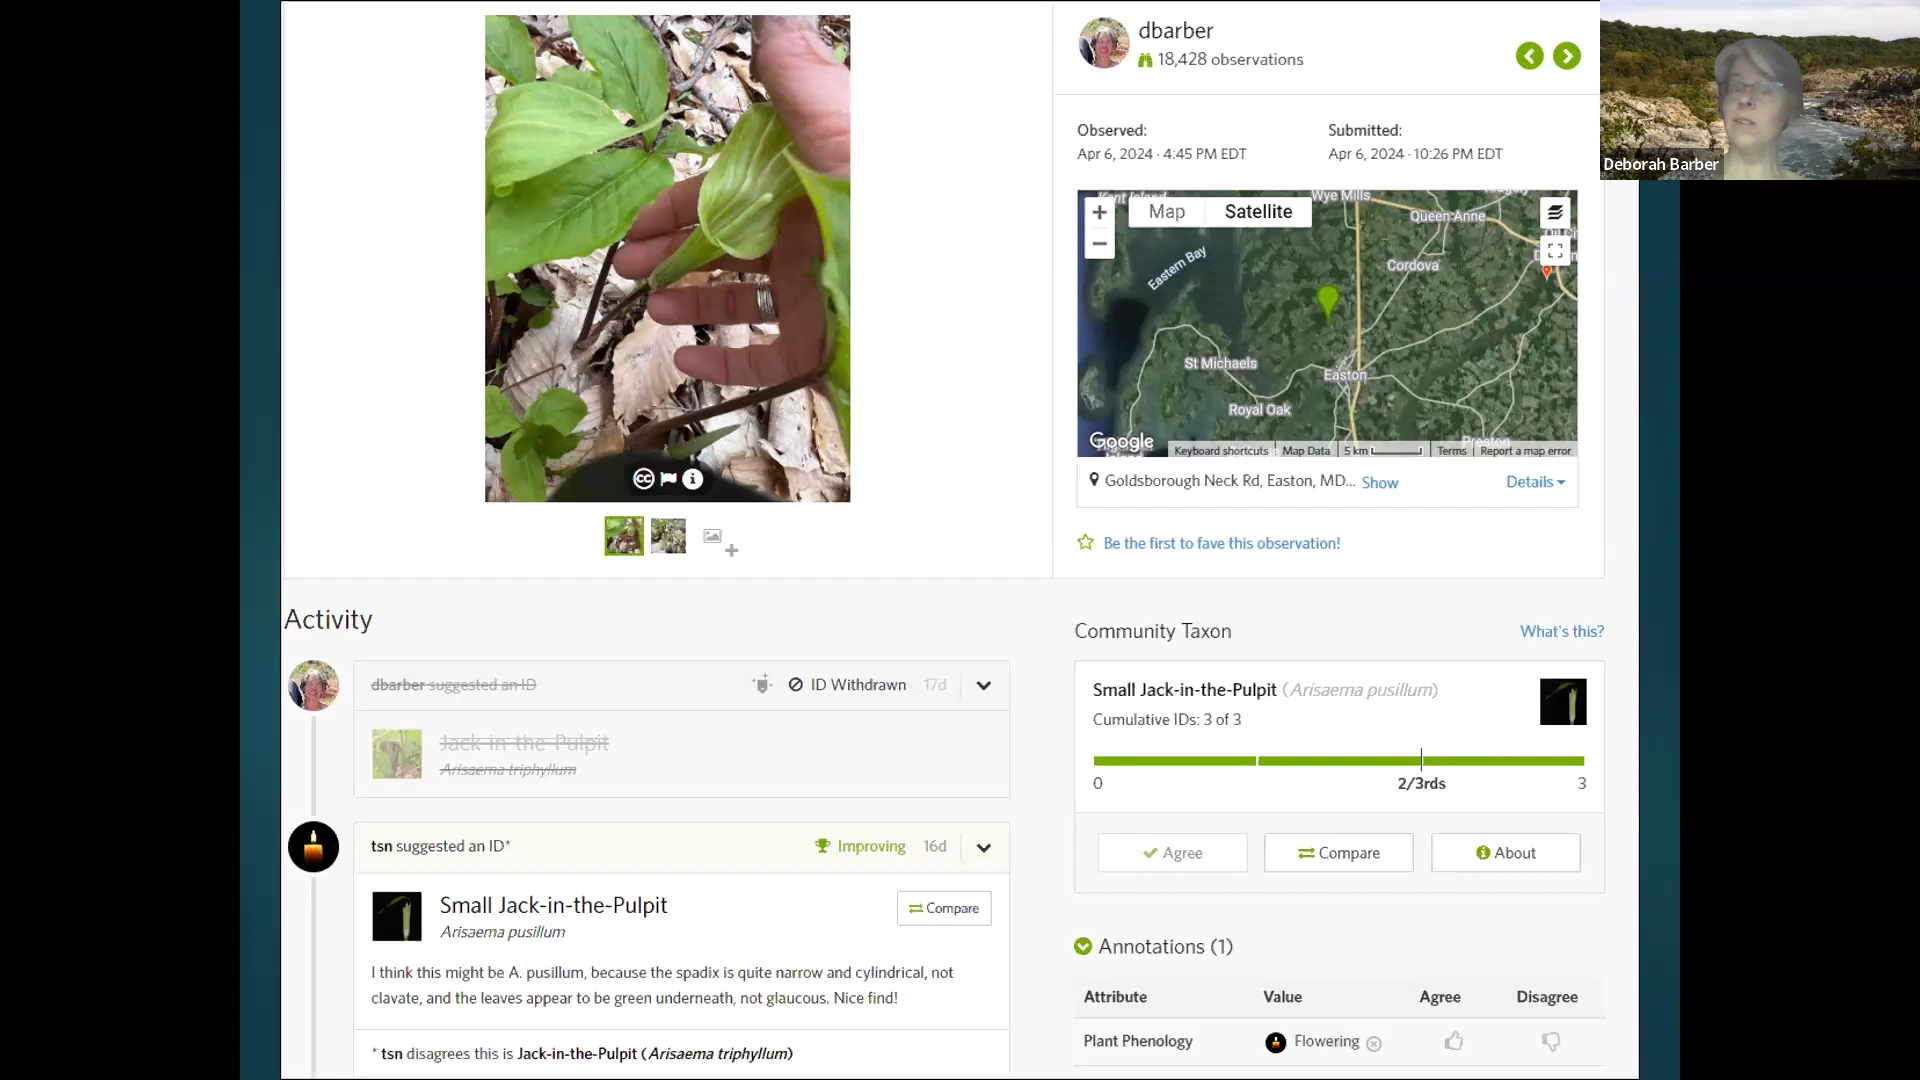 dbarber
18,428 observations
Deborah Barber
Observed:
Submitted:
Apr 6, 2024 · 4:45 PM EDT
Apr 6, 2024 · 10:26 PM EDT
Kent Island
Wye Mills
Map
Satellite
Queen Anne
Eastern Bay
Cordova
St Michaels
Easton
Royal Oak
Preston
Google
Keyboard shortcuts
Map Data
5 km
Terms
Report a map error
Goldsborough Neck Rd, Easton, MD... Show
Details
Be the first to fave this observation!
Activity
dbarber suggested an ID
ID Withdrawn
17d
Jack-in-the-Pulpit
Arisaema triphyllum
tsn suggested an ID*
Improving
16d
Small Jack-in-the-Pulpit
Arisaema pusillum
Compare
I think this might be A. pusillum, because the spadix is quite narrow and cylindrical, not
clavate, and the leaves appear to be green underneath, not glaucous. Nice find!
* tsn disagrees this is Jack-in-the-Pulpit (Arisaema triphyllum)
Community Taxon
What's this?
Small Jack-in-the-Pulpit (Arisaema pusillum)
Cumulative IDs: 3 of 3
0
2/3rds
3
Agree
Compare
About
Annotations (1)
Attribute
Value
Agree
Disagree
Plant Phenology
Flowering